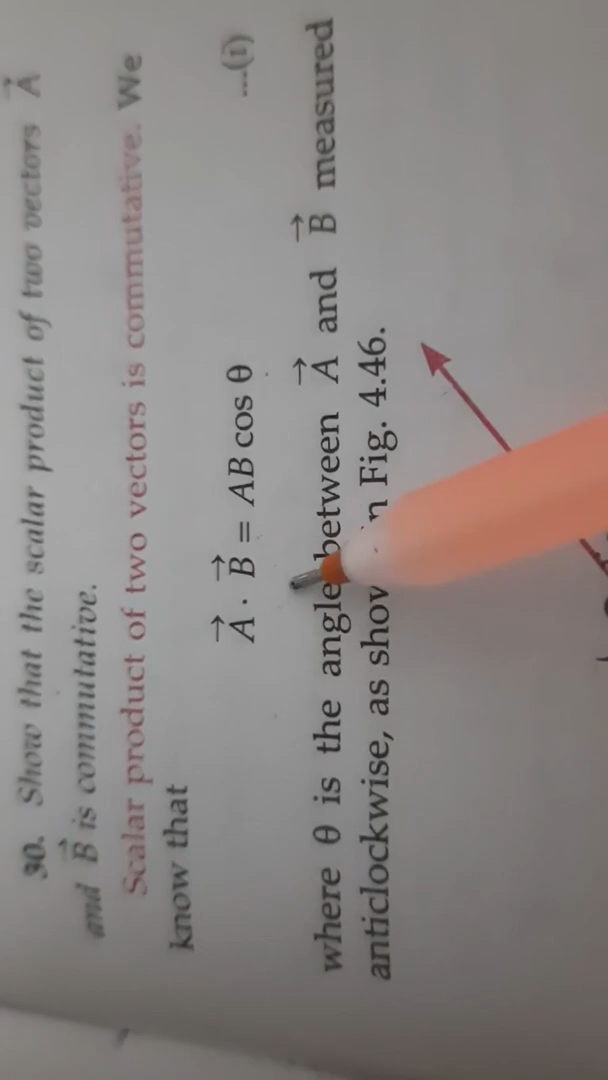 30. Show that the scalar product of two vectors A⃗
and B⃗ is commutative.
Scalar product of two vectors is commutative. We
know that
A⃗ . B⃗ = AB cos θ ...(i)
where θ is the angle between A⃗ and B⃗ measured
anticlockwise, as show n Fig. 4.46.